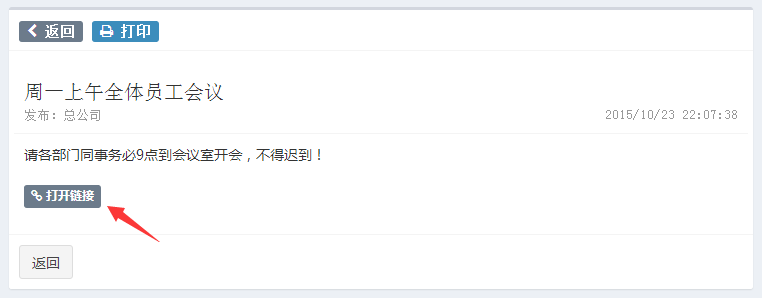 返回 打印
周一上午全体员工会议
发布：总公司 2015/10/23 22:07:38
请各部门同事务必9点到会议室开会，不得迟到！
打开链接
返回